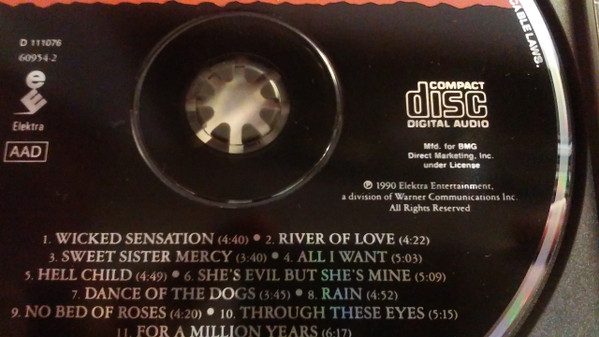 CABLE LAWS.
D 111076
60954-2
e
E
Elektra
AAD
COMPACT
disc
DIGITAL AUDIO
Mfd. for BMG
Direct Marketing, Inc.
under License
℗ 1990 Elektra Entertainment,
a division of Warner Communications Inc.
All Rights Reserved
1. WICKED SENSATION (4:40) • 2. RIVER OF LOVE (4:22)
3. SWEET SISTER MERCY (3:40) • 4. ALL I WANT (5:03)
5. HELL CHILD (4:49) • 6. SHE'S EVIL BUT SHE'S MINE (5:09)
7. DANCE OF THE DOGS (3:45) • 8. RAIN (4:52)
9. NO BED OF ROSES (4:20) • 10. THROUGH THESE EYES (5:15)
11. FOR A MILLION YEARS (6:17)